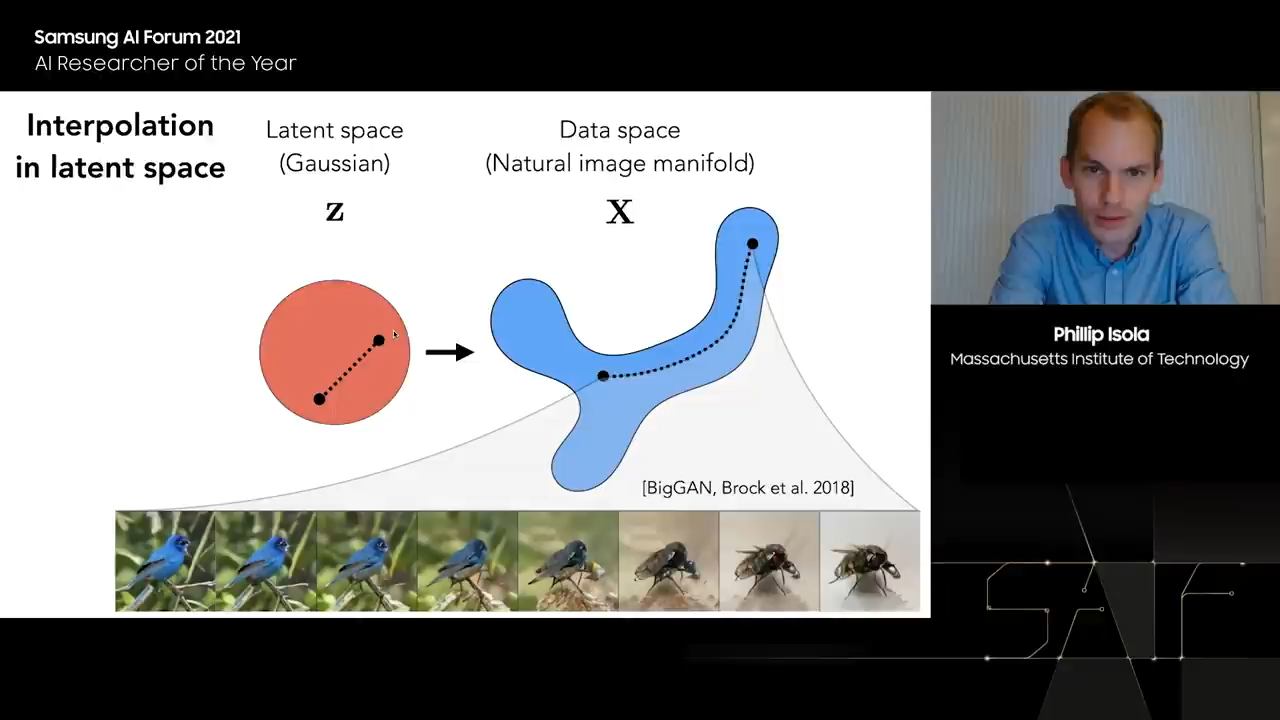 Samsung AI Forum 2021
AI Researcher of the Year
Interpolation
in latent space
Latent space
(Gaussian)
z
Data space
(Natural image manifold)
x
[BigGAN, Brock et al. 2018]
Phillip Isola
Massachusetts Institute of Technology
SAIF